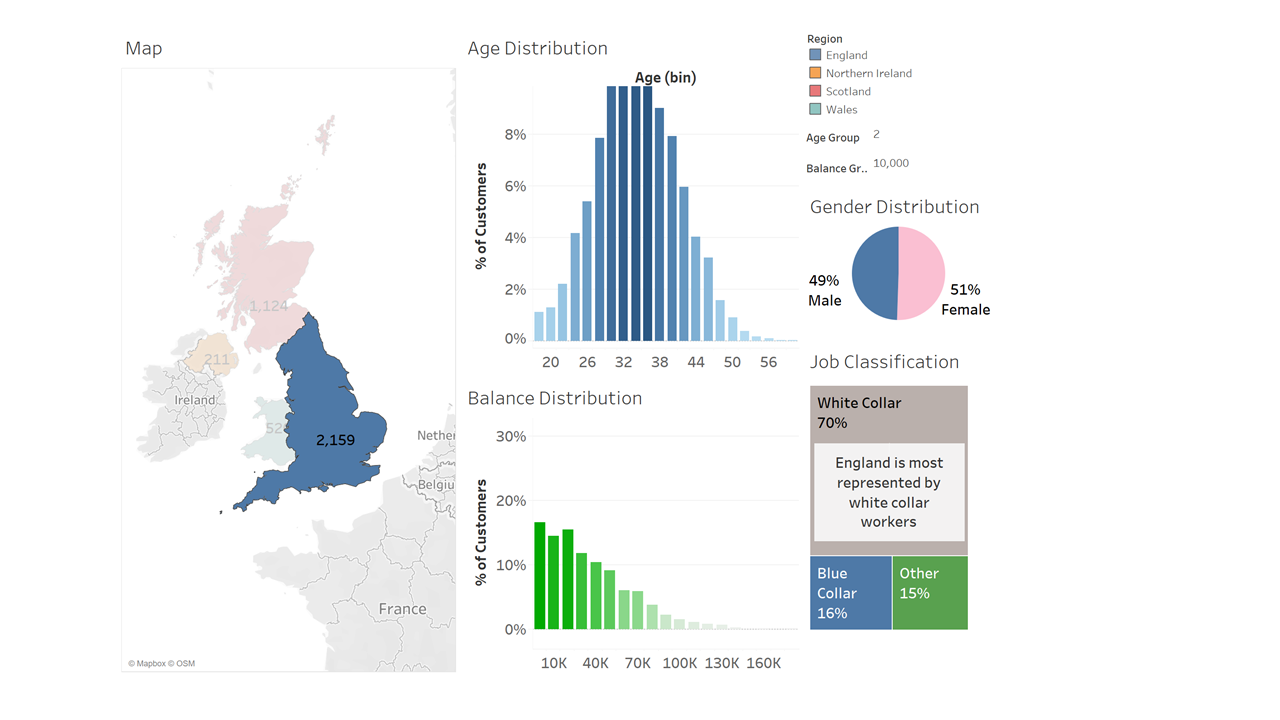 Map
1,124
211
Ireland
52
2,159
Nether
Belgiu
France
© Mapbox © OSM
Age Distribution
Age (bin)
% of Customers
8%
6%
4%
2%
0%
20 26 32 38 44 50 56
Balance Distribution
% of Customers
30%
20%
10%
0%
10K 40K 70K 100K 130K 160K
Region
England
Northern Ireland
Scotland
Wales
Age Group 2
Balance Gr.. 10,000
Gender Distribution
49%
Male
51%
Female
Job Classification
White Collar
70%
England is most
represented by
white collar
workers
Blue
Collar
16%
Other
15%